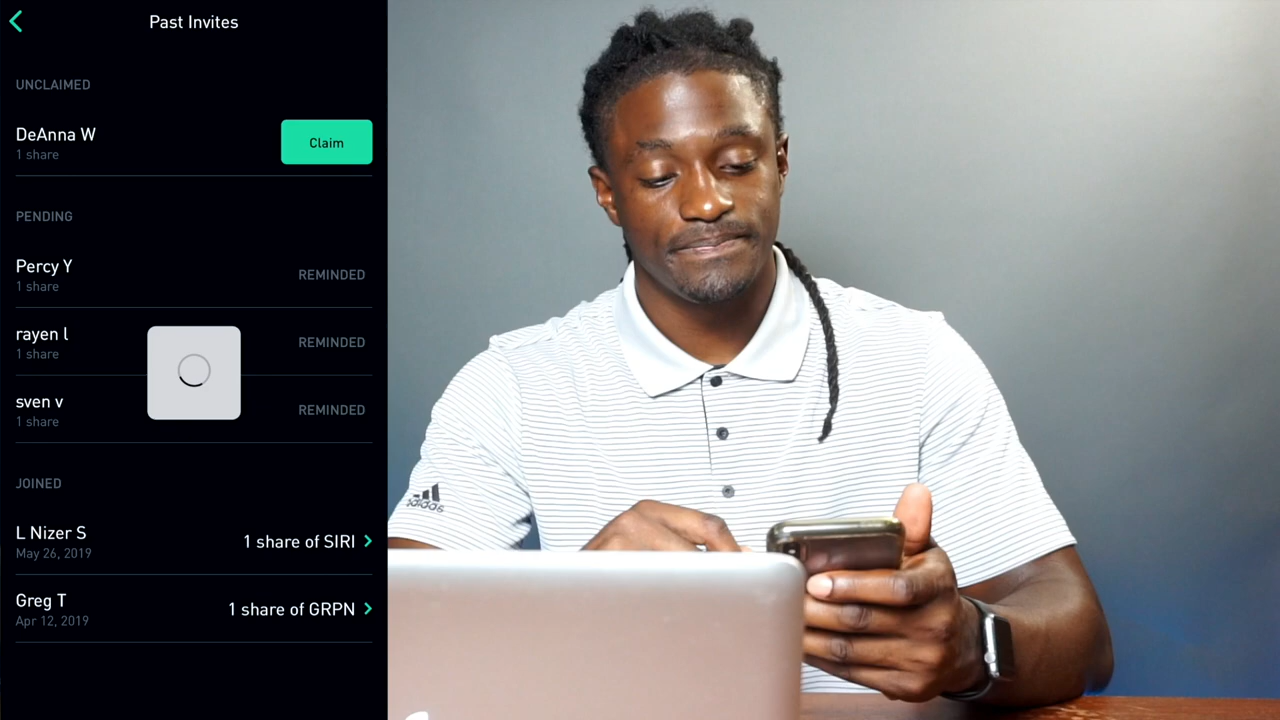 Past Invites
UNCLAIMED
DeAnna W
1 share
Claim
PENDING
Percy Y
1 share
REMINDED
rayen l
1 share
REMINDED
sven v
1 share
REMINDED
JOINED
L Nizer S
May 26, 2019
1 share of SIRI
Greg T
Apr 12, 2019
1 share of GRPN
adidas